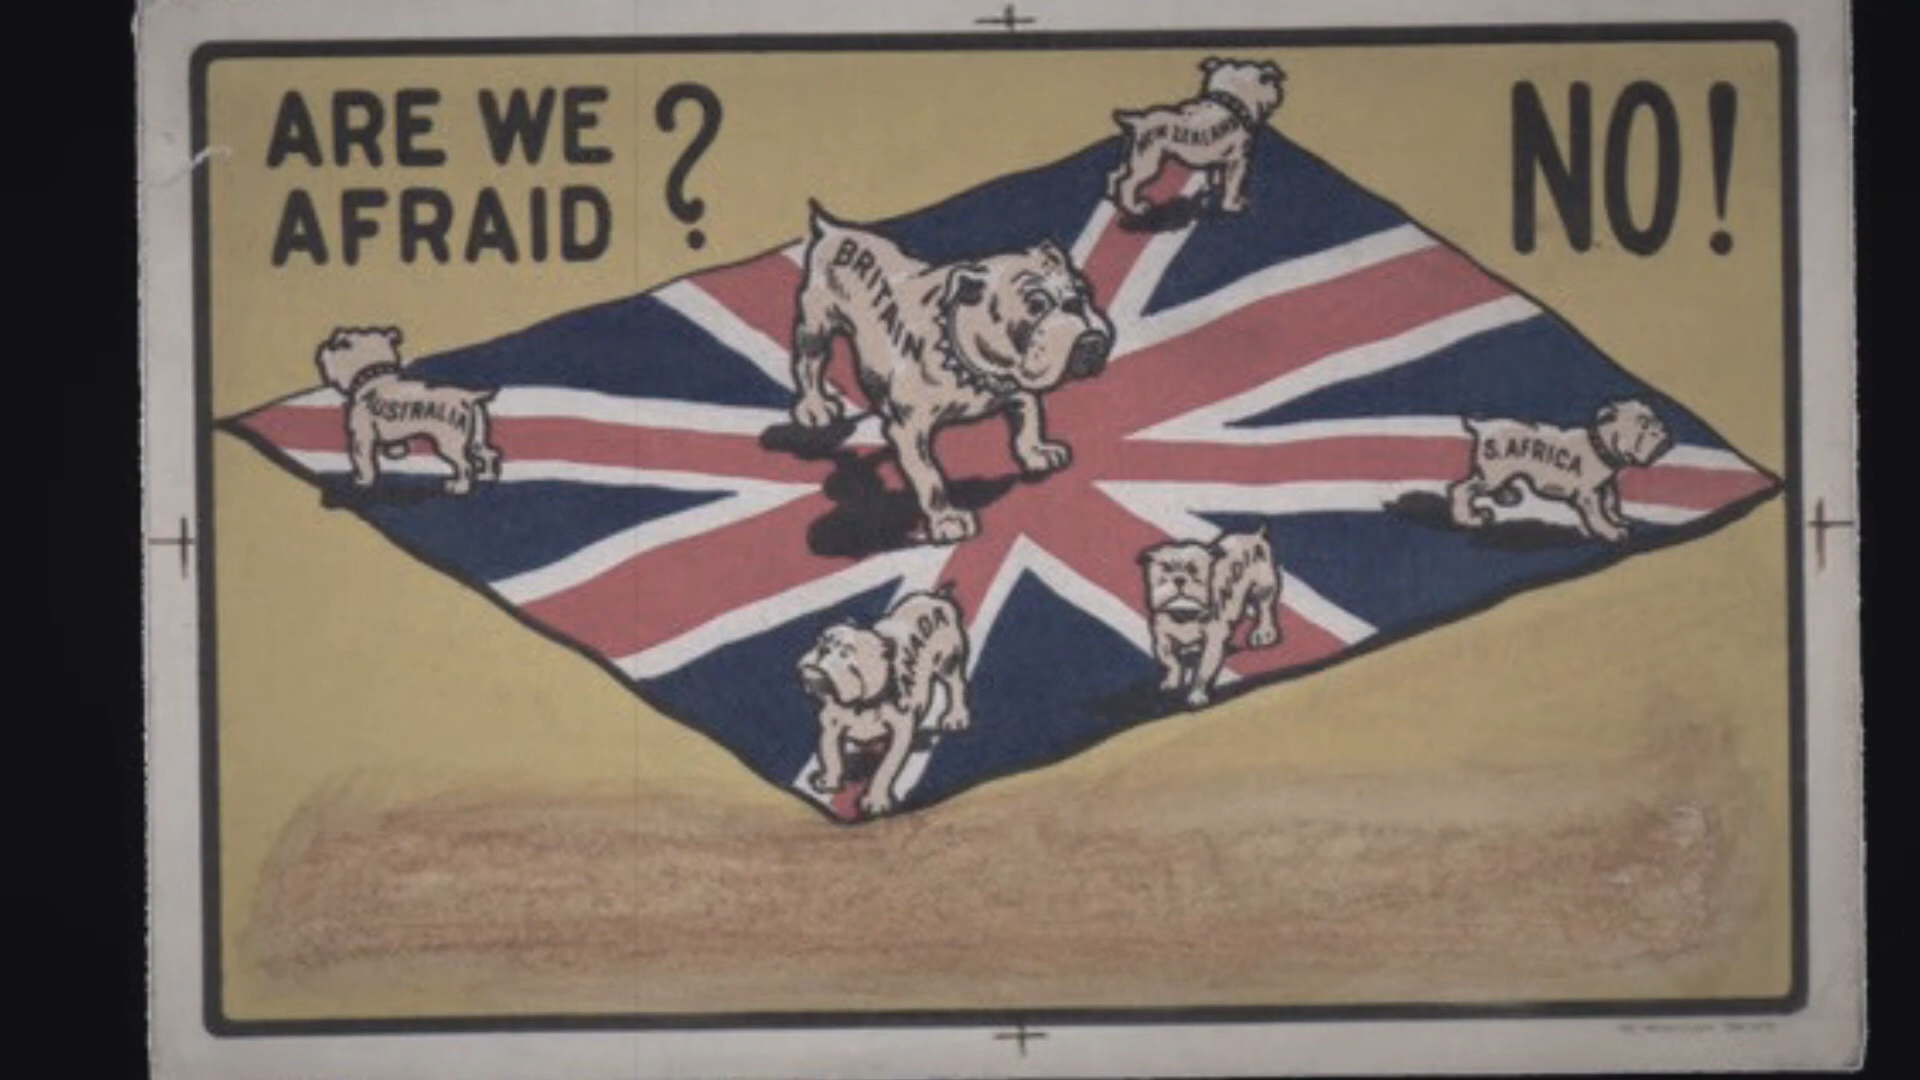 ARE WE
AFRAID ?
NO!
NEW ZEALAND
BRITAIN
AUSTRALIA
S. AFRICA
INDIA
CANADA